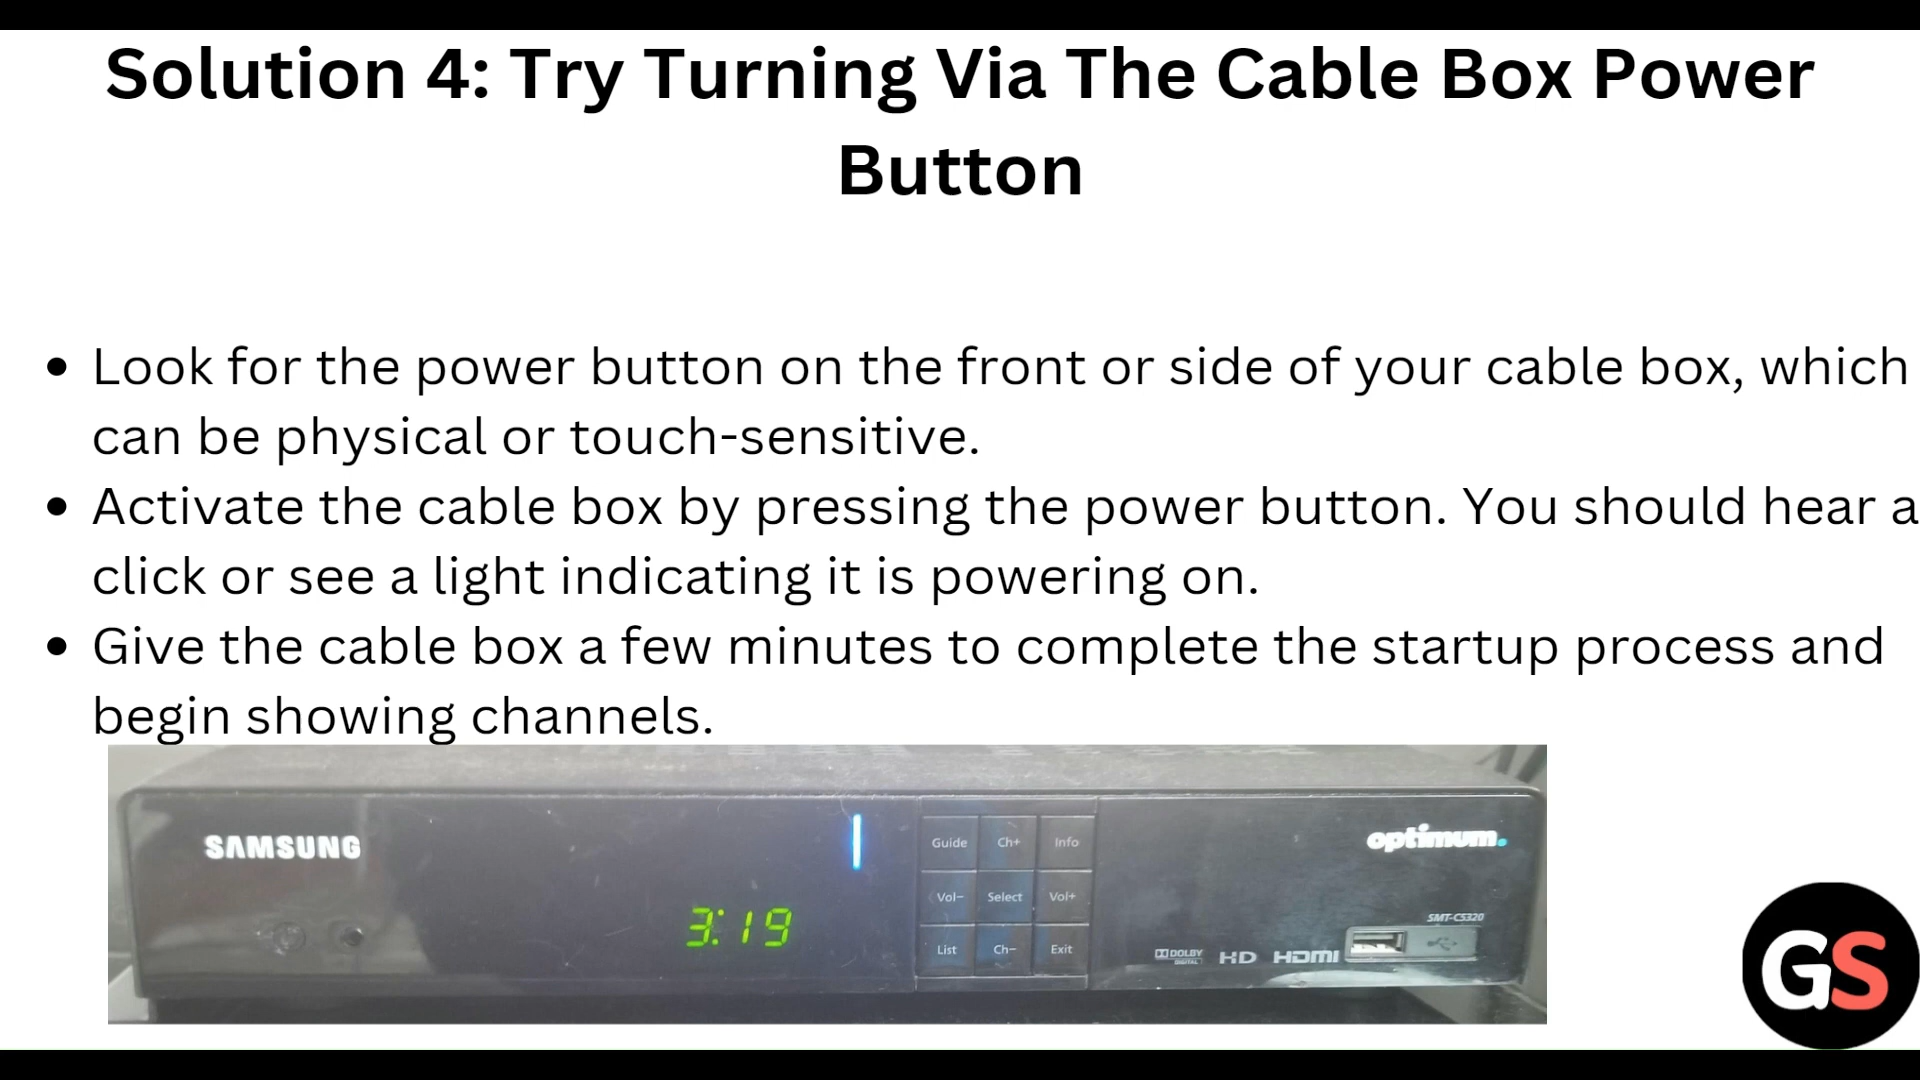 Solution 4: Try Turning Via The Cable Box Power
Button
Look for the power button on the front or side of your cable box, which
can be physical or touch-sensitive.
Activate the cable box by pressing the power button. You should hear a
click or see a light indicating it is powering on.
Give the cable box a few minutes to complete the startup process and
begin showing channels.
SAMSUNG
3:19
Guide Ch+ Info
Vol- Select Vol+
List Ch- Exit
optimum.
SMT-C5320
DOLBY
DIGITAL
HD HDMI
GS